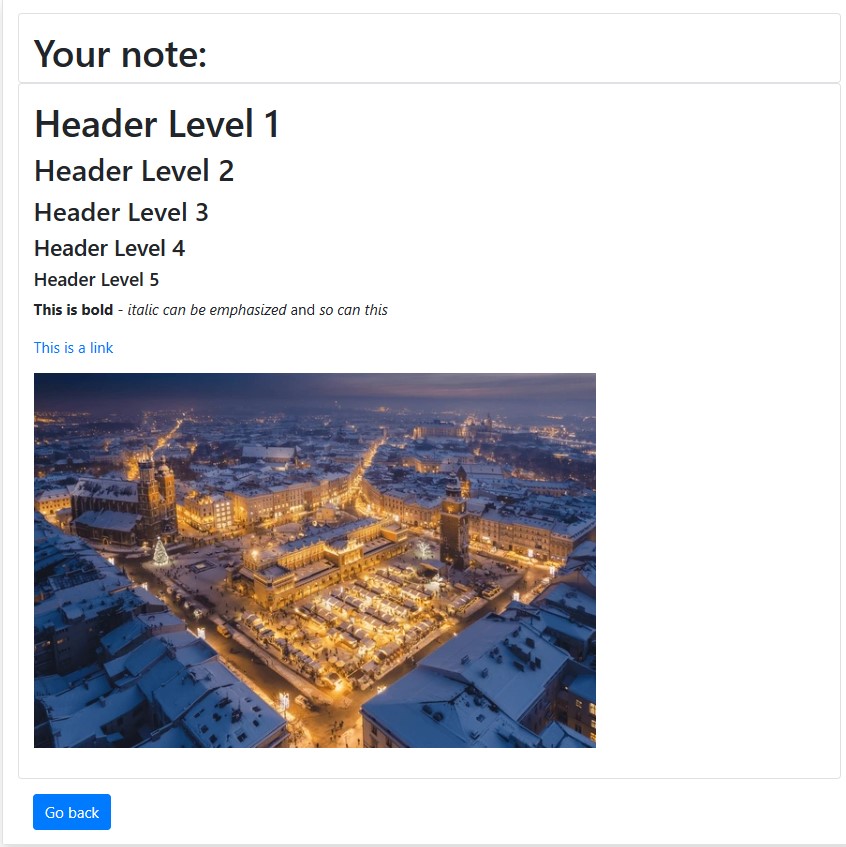 Your note:
Header Level 1
Header Level 2
Header Level 3
Header Level 4
Header Level 5
This is bold - italic can be emphasized and so can this
This is a link
Go back